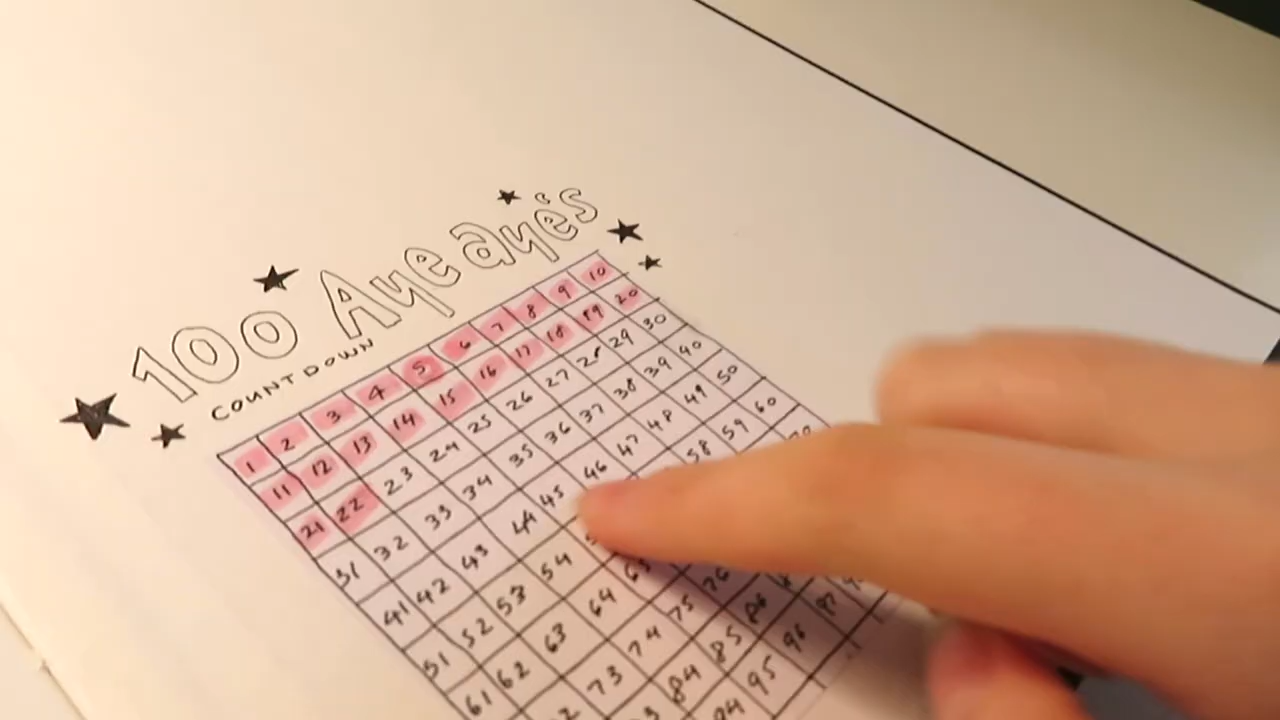 100 Aye aye's
COUNTDOWN
1 2 3 4 5 6 7 8 9 10
11 12 13 14 15 16 17 18 19 20
21 22 23 24 25 26 27 28 29 30
31 32 33 34 35 36 37 38 39 40
41 42 43 44 45 46 47 48 49 50
51 52 53 54 58 59 60
61 62 63 64 65
73 74 75 76
84 85 86
94 95 96 97